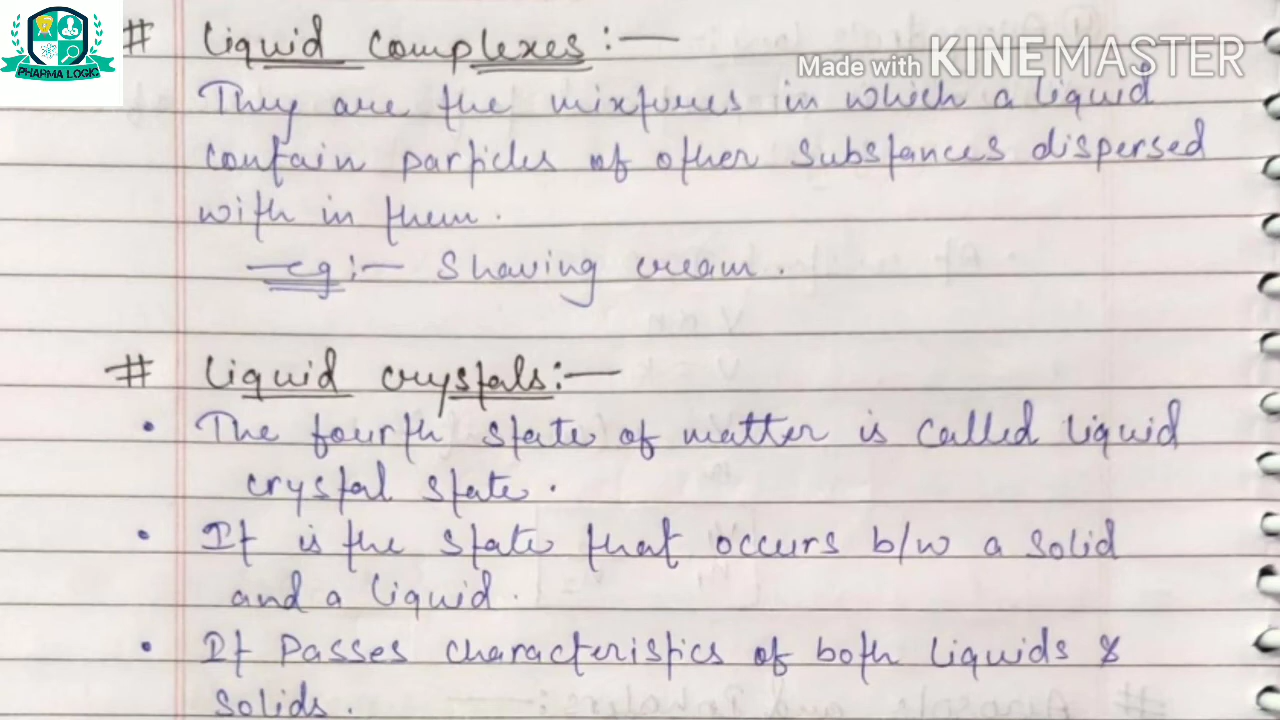 PHARMA LOGIC
Made with KINEMASTER
# Liquid complexes :—
They are the mixtures in which a liquid
contain particles of other substances dispersed
with in them.
—eg :— Shaving cream.
# Liquid crystals :—
• The fourth state of matter is called liquid
crystal state.
• It is the state that occurs b/w a solid
and a liquid.
• It Passes characteristics of both liquids &
solids.